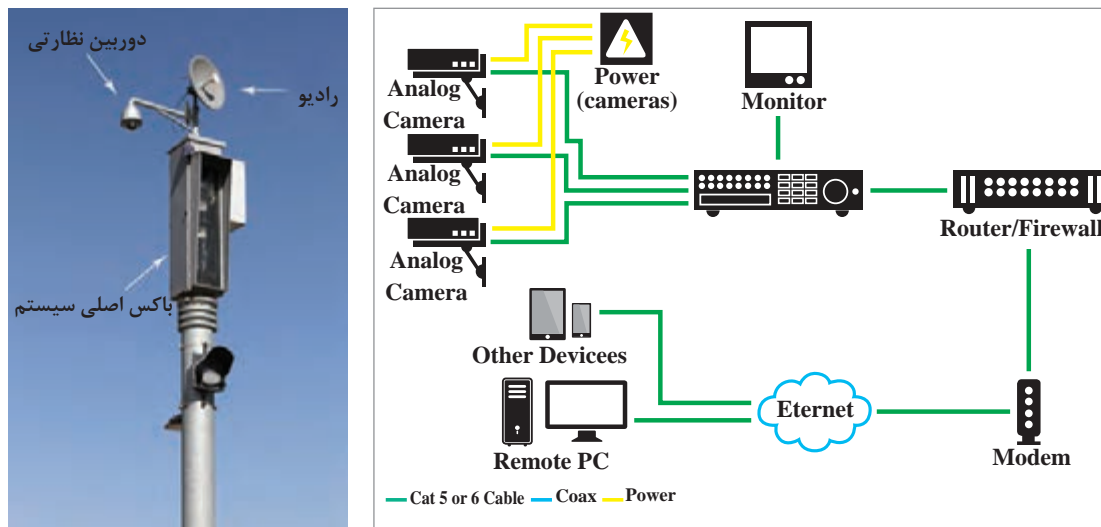 دوربین نظارتی
رادیو
باکس اصلی سیستم
Analog
Camera
Analog
Camera
Analog
Camera
Power
(cameras)
Monitor
Router/Firewall
Other Devicees
Remote PC
Eternet
Modem
Cat 5 or 6 Cable
Coax
Power